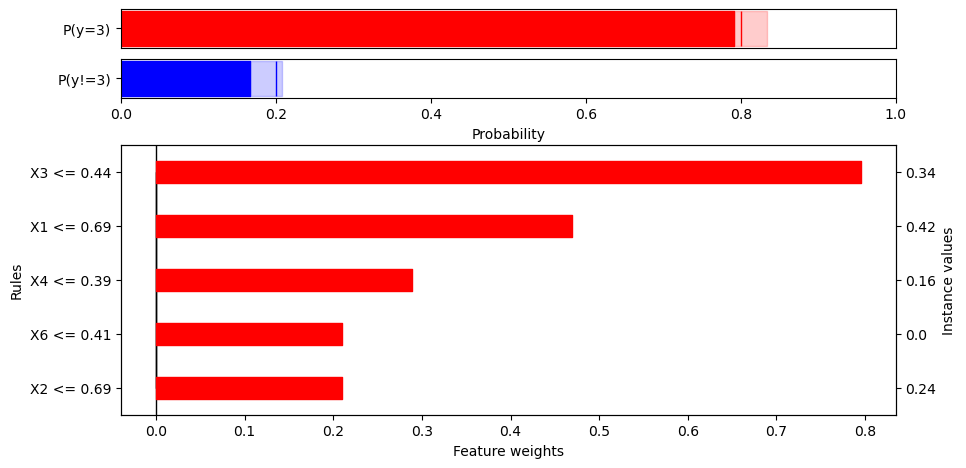 P(y=3)
P(y!=3)
0.0 0.2 0.4 0.6 0.8 1.0
Probability
X3 <= 0.44 0.34
X1 <= 0.69 0.42
X4 <= 0.39 0.16
X6 <= 0.41 0.0
X2 <= 0.69 0.24
Rules
Instance values
0.0 0.1 0.2 0.3 0.4 0.5 0.6 0.7 0.8
Feature weights